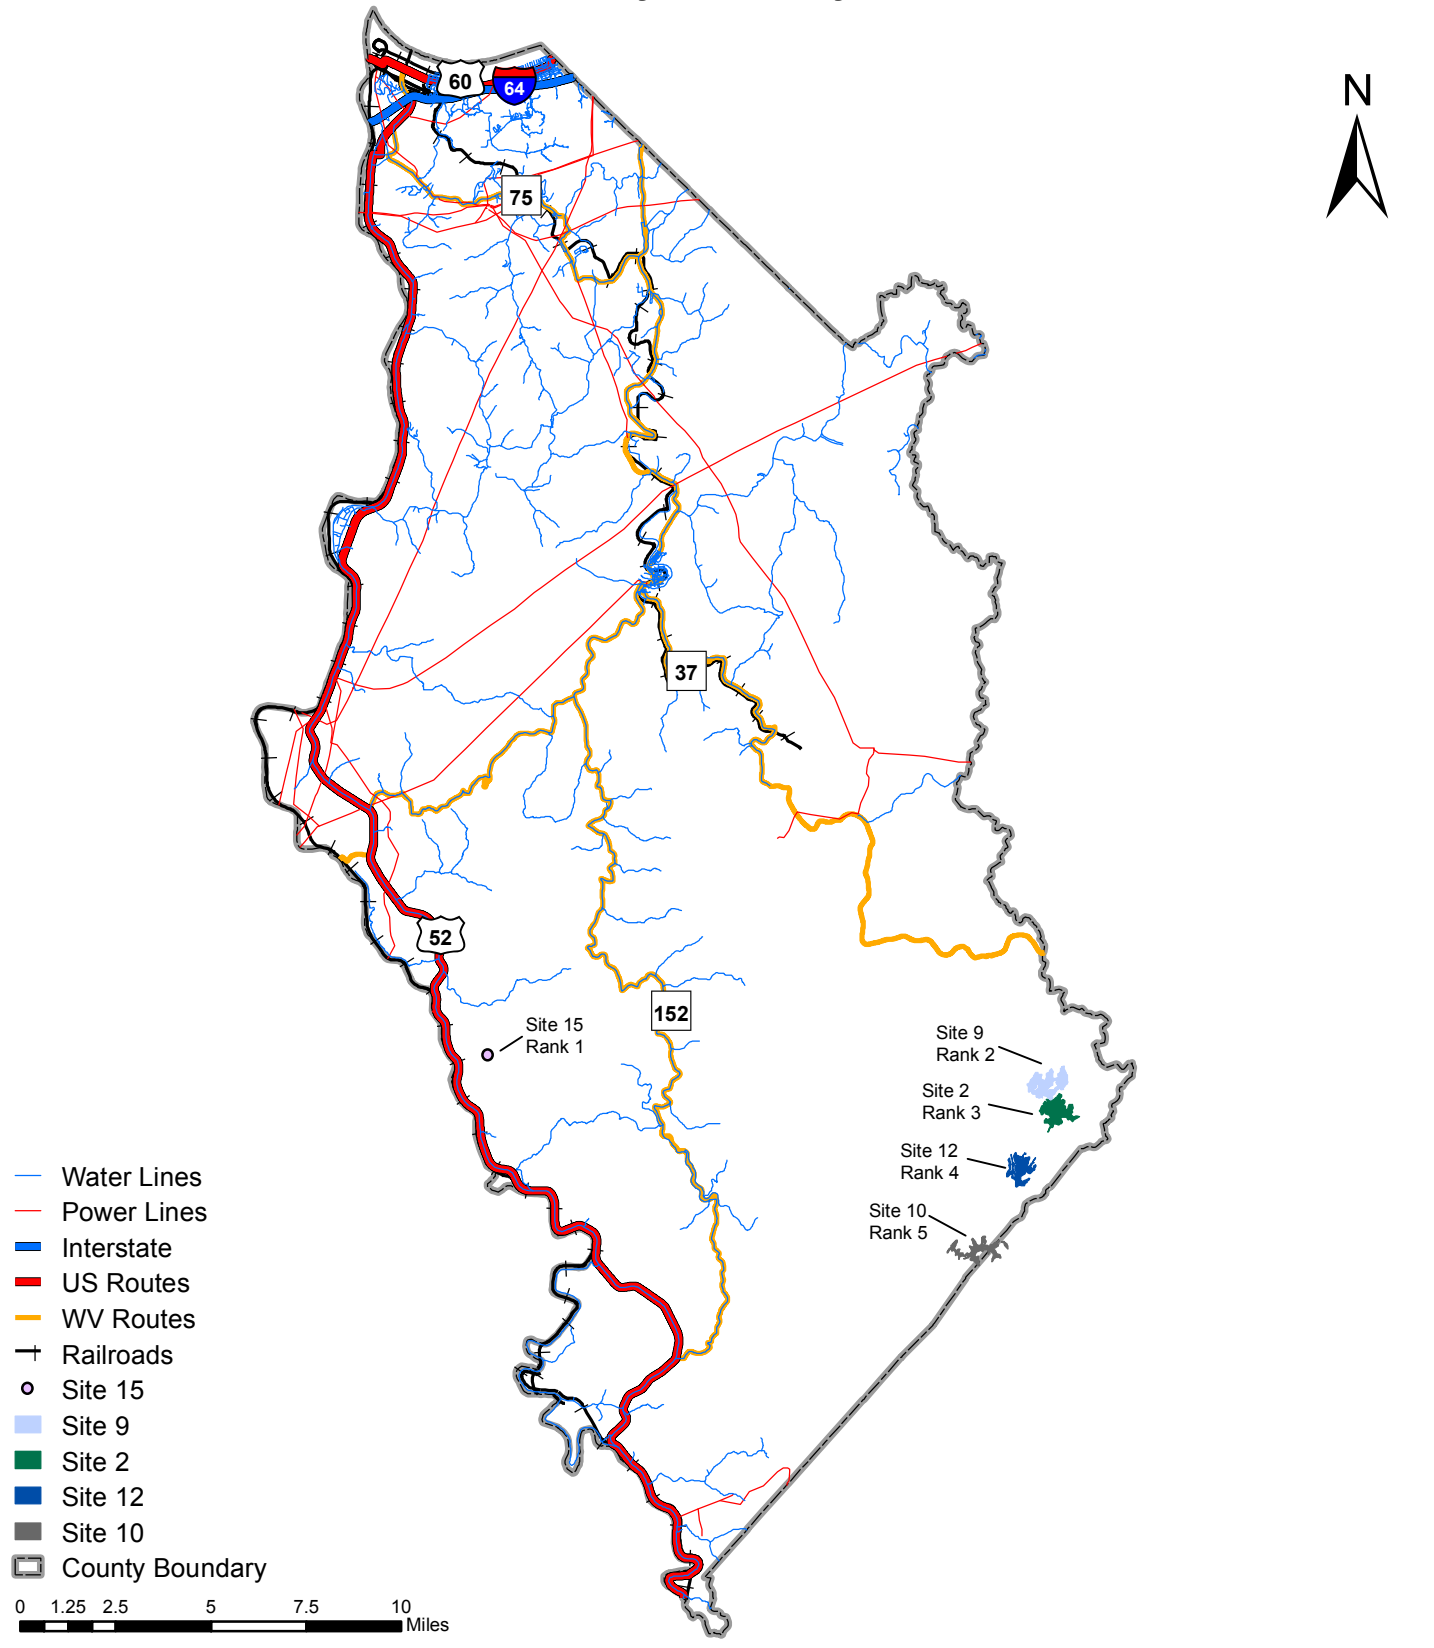 60
64
N
75
37
52
152
Site 15
Rank 1
Site 9
Rank 2
Site 2
Rank 3
Site 12
Rank 4
Site 10
Rank 5
Water Lines
Power Lines
Interstate
US Routes
WV Routes
Railroads
Site 15
Site 9
Site 2
Site 12
Site 10
County Boundary
0 1.25 2.5 5 7.5 10
Miles